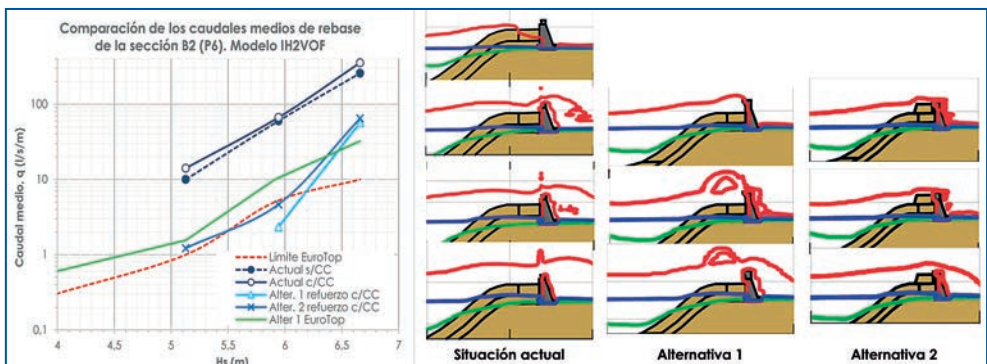 Comparación de los caudales medios de rebase
de la sección B2 (P6). Modelo IH2VOF
Caudal medio. q (l/s/m)
100
10
1
0,1
Límite EuroTop
Actual s/CC
Actual c/CC
Alter. 1 refuerzo c/CC
Alter. 2 refuerzo c/CC
Alter 1 EuroTop
4
4,5
5
5,5
6
6,5
7
Hs (m)
Situación actual
Alternativa 1
Alternativa 2